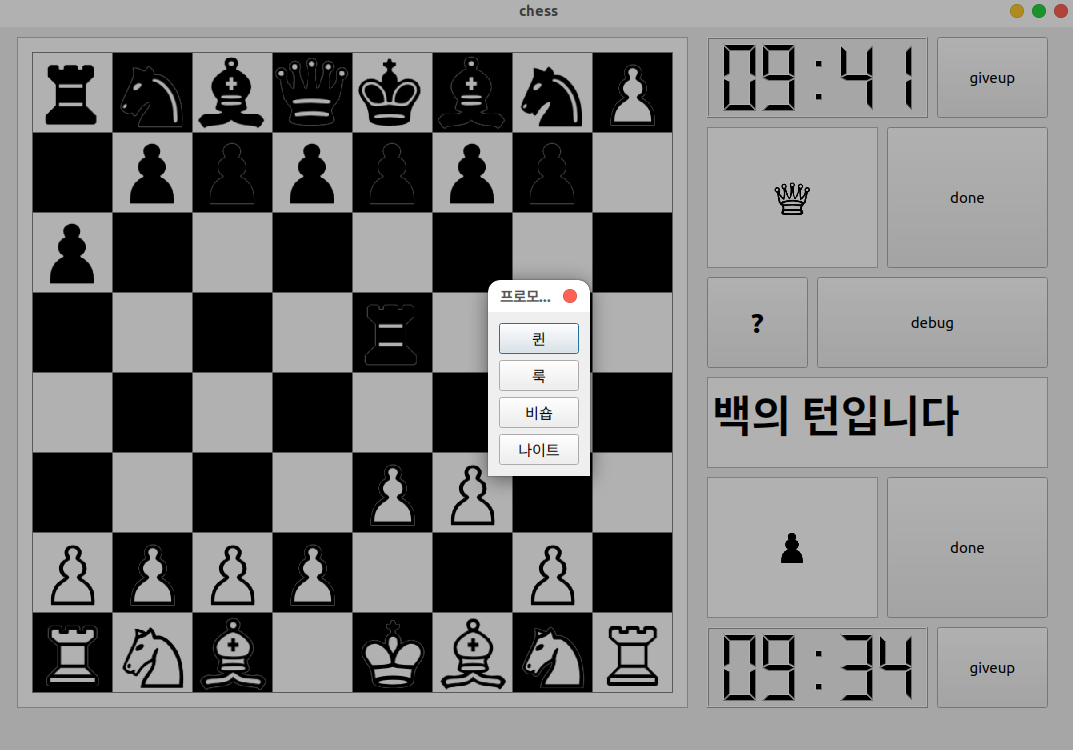 chess
09:41
giveup
done
?
debug
프로모...
퀸
룩
비숍
나이트
백의 턴입니다
done
09:34
giveup